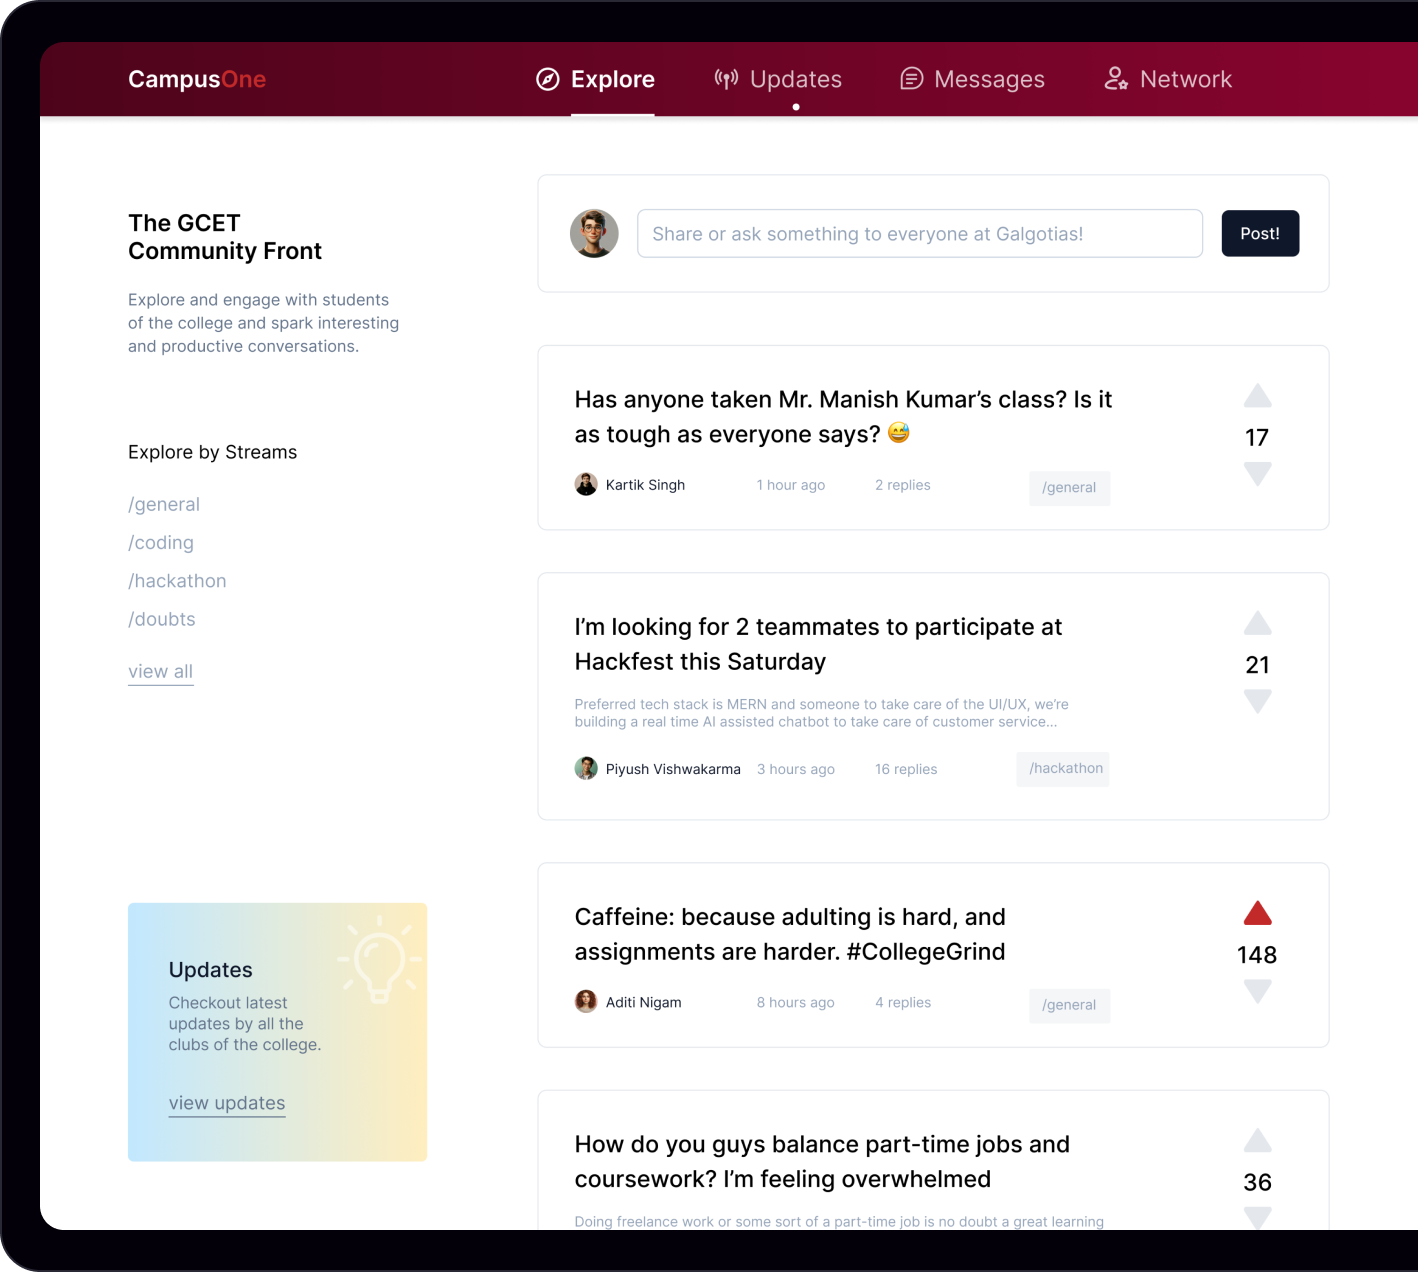 CampusOne
Explore
Updates
Messages
Network
The GCET
Community Front
Explore and engage with students
of the college and spark interesting
and productive conversations.
Explore by Streams
/general
/coding
/hackathon
/doubts
view all
Updates
Checkout latest
updates by all the
clubs of the college.
view updates
Share or ask something to everyone at Galgotias!
Post!
Has anyone taken Mr. Manish Kumar’s class? Is it
as tough as everyone says? 😅
17
Kartik Singh
1 hour ago
2 replies
/general
I’m looking for 2 teammates to participate at
Hackfest this Saturday
21
Preferred tech stack is MERN and someone to take care of the UI/UX, we’re
building a real time AI assisted chatbot to take care of customer service...
Piyush Vishwakarma
3 hours ago
16 replies
/hackathon
Caffeine: because adulting is hard, and
assignments are harder. #CollegeGrind
148
Aditi Nigam
8 hours ago
4 replies
/general
How do you guys balance part-time jobs and
coursework? I’m feeling overwhelmed
36
Doing freelance work or some sort of a part-time job is no doubt a great learning